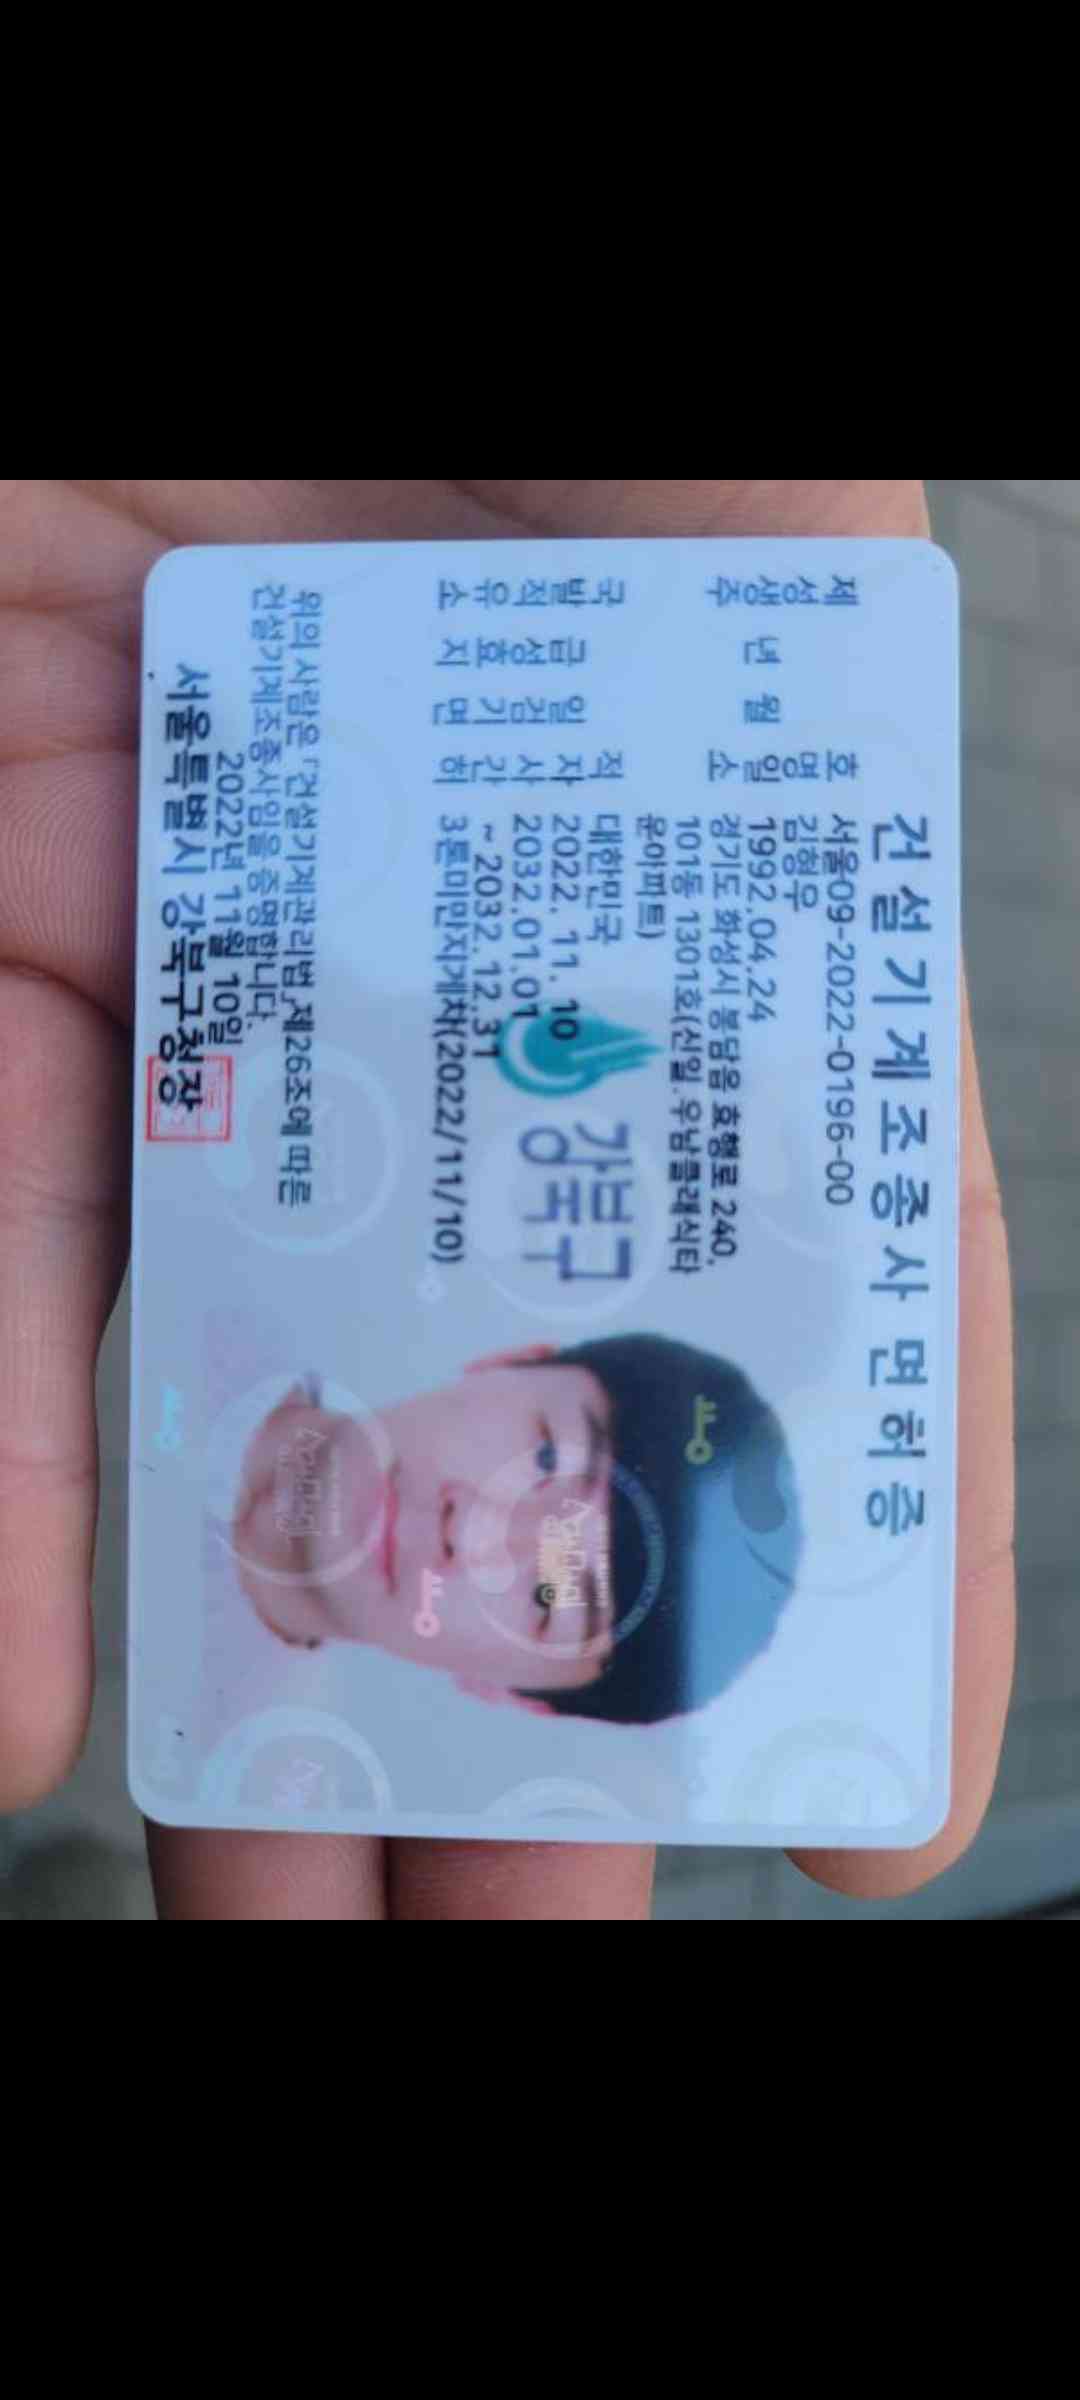 건설기계조종사면허증
제 호 서울09-2022-0196-00
성 명 김형우
생년월일 1992.04.24
주 소 경기도 화성시 봉담읍 효행로 240,
101동 1301호(신일.우남클래식타
운아파트)
국 적 대한민국
발급일자 2022. 11. 10
적성검사 2032.01.01
유효기간 ~ 2032.12.31
소지면허 3톤미만지게차(2022/11/10)
강북구
위의 사람은 「건설기계관리법」제26조에 따른
건설기계조종사임을 증명합니다.
2022년 11월 10일
서울특별시 강북구청장